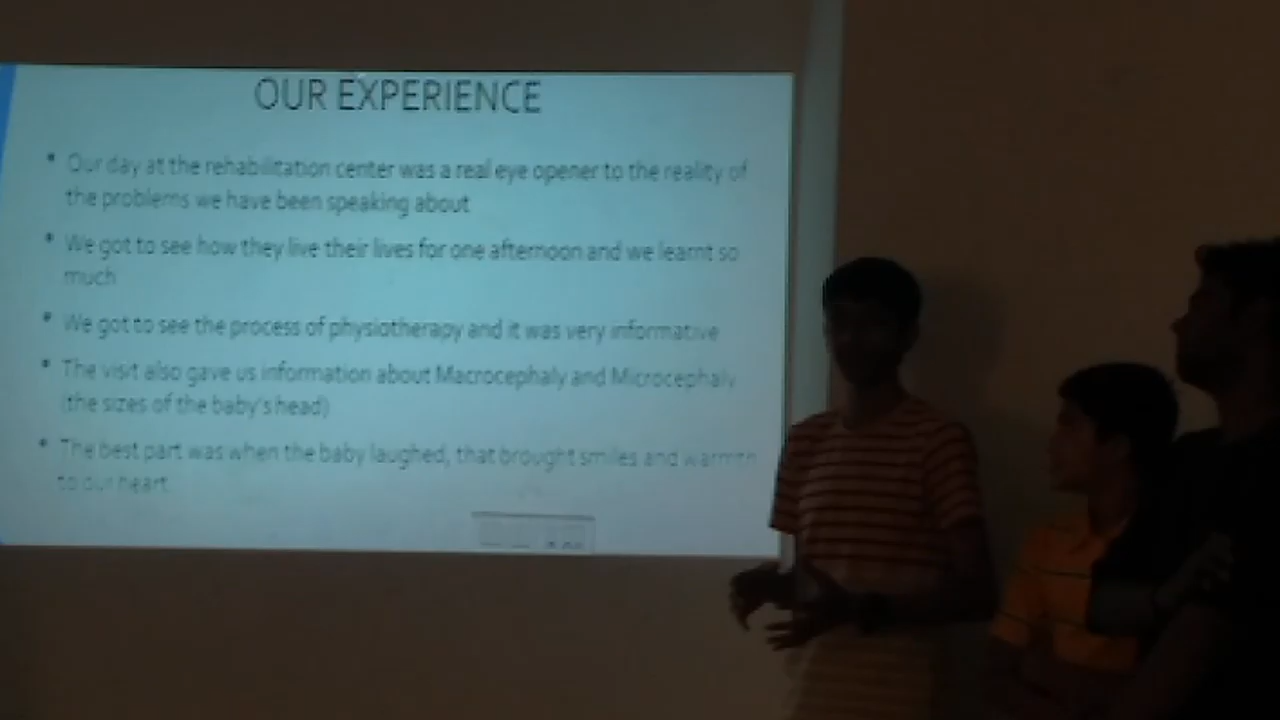 OUR EXPERIENCE
• Our day at the rehabilitation center was a real eye opener to the reality of
the problems we have been speaking about
• We got to see how they live their lives for one afternoon and we learnt so
much
• We got to see the process of physiotherapy and it was very informative
• The visit also gave us information about Macrocephaly and Microcephaly
(the sizes of the baby's head)
• The best part was when the baby laughed, that brought smiles and warmth
to our heart